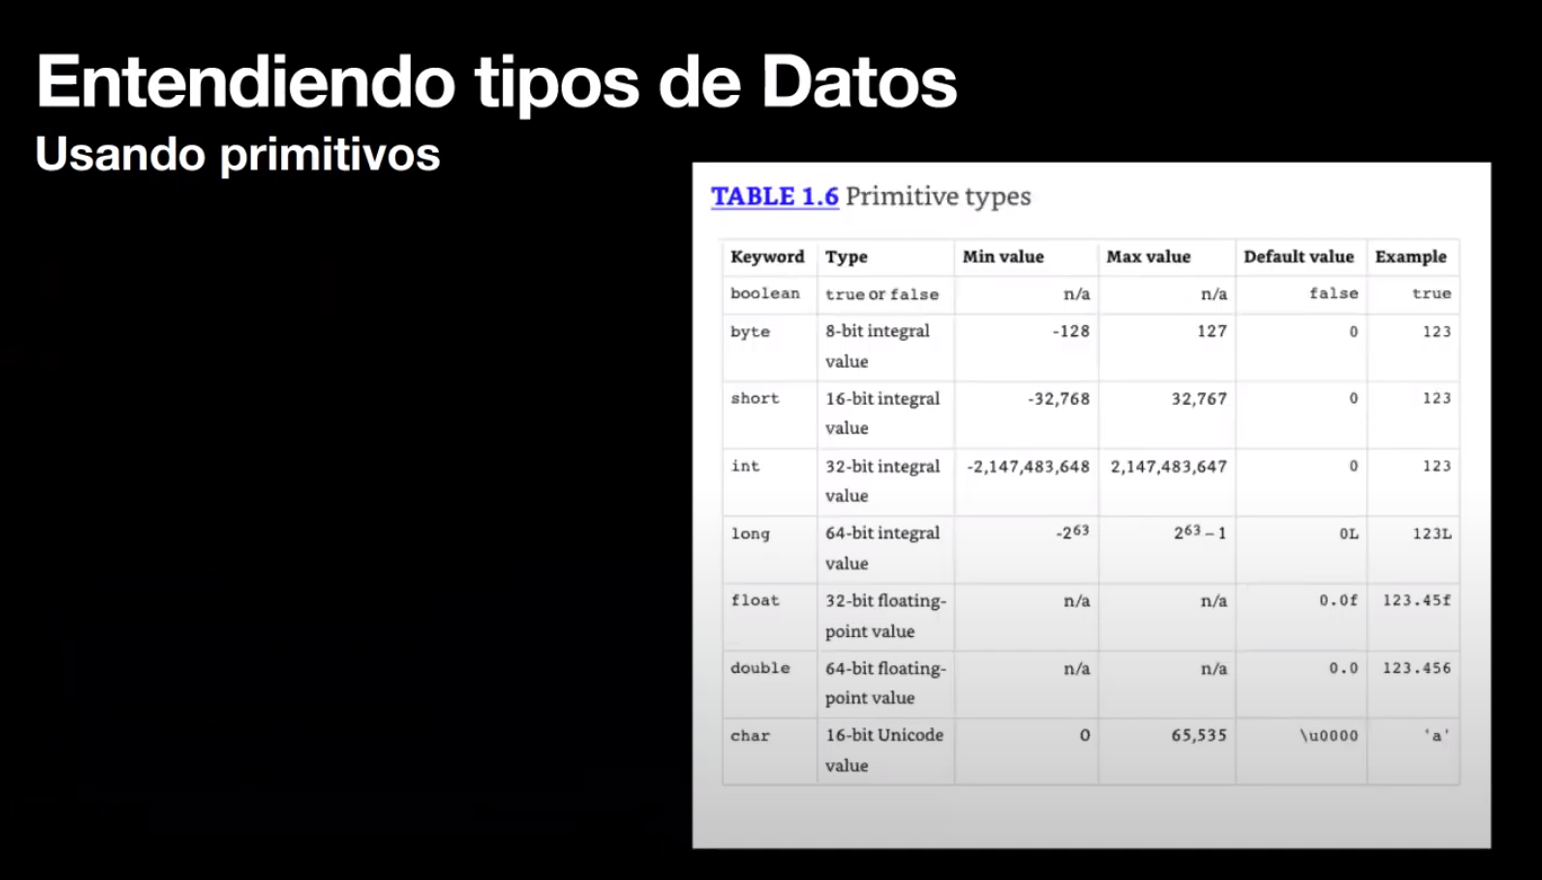 Entendiendo tipos de Datos
Usando primitivos
TABLE 1.6 Primitive types
Keyword Type Min value Max value Default value Example
boolean true or false n/a n/a false true
byte 8-bit integral -128 127 0 123
value
short 16-bit integral -32,768 32,767 0 123
value
int 32-bit integral -2,147,483,648 2,147,483,647 0 123
value
long 64-bit integral -2⁶³ 2⁶³ – 1 0L 123L
value
float 32-bit floating- n/a n/a 0.0f 123.45f
point value
double 64-bit floating- n/a n/a 0.0 123.456
point value
char 16-bit Unicode 0 65,535 \u0000 'a'
value